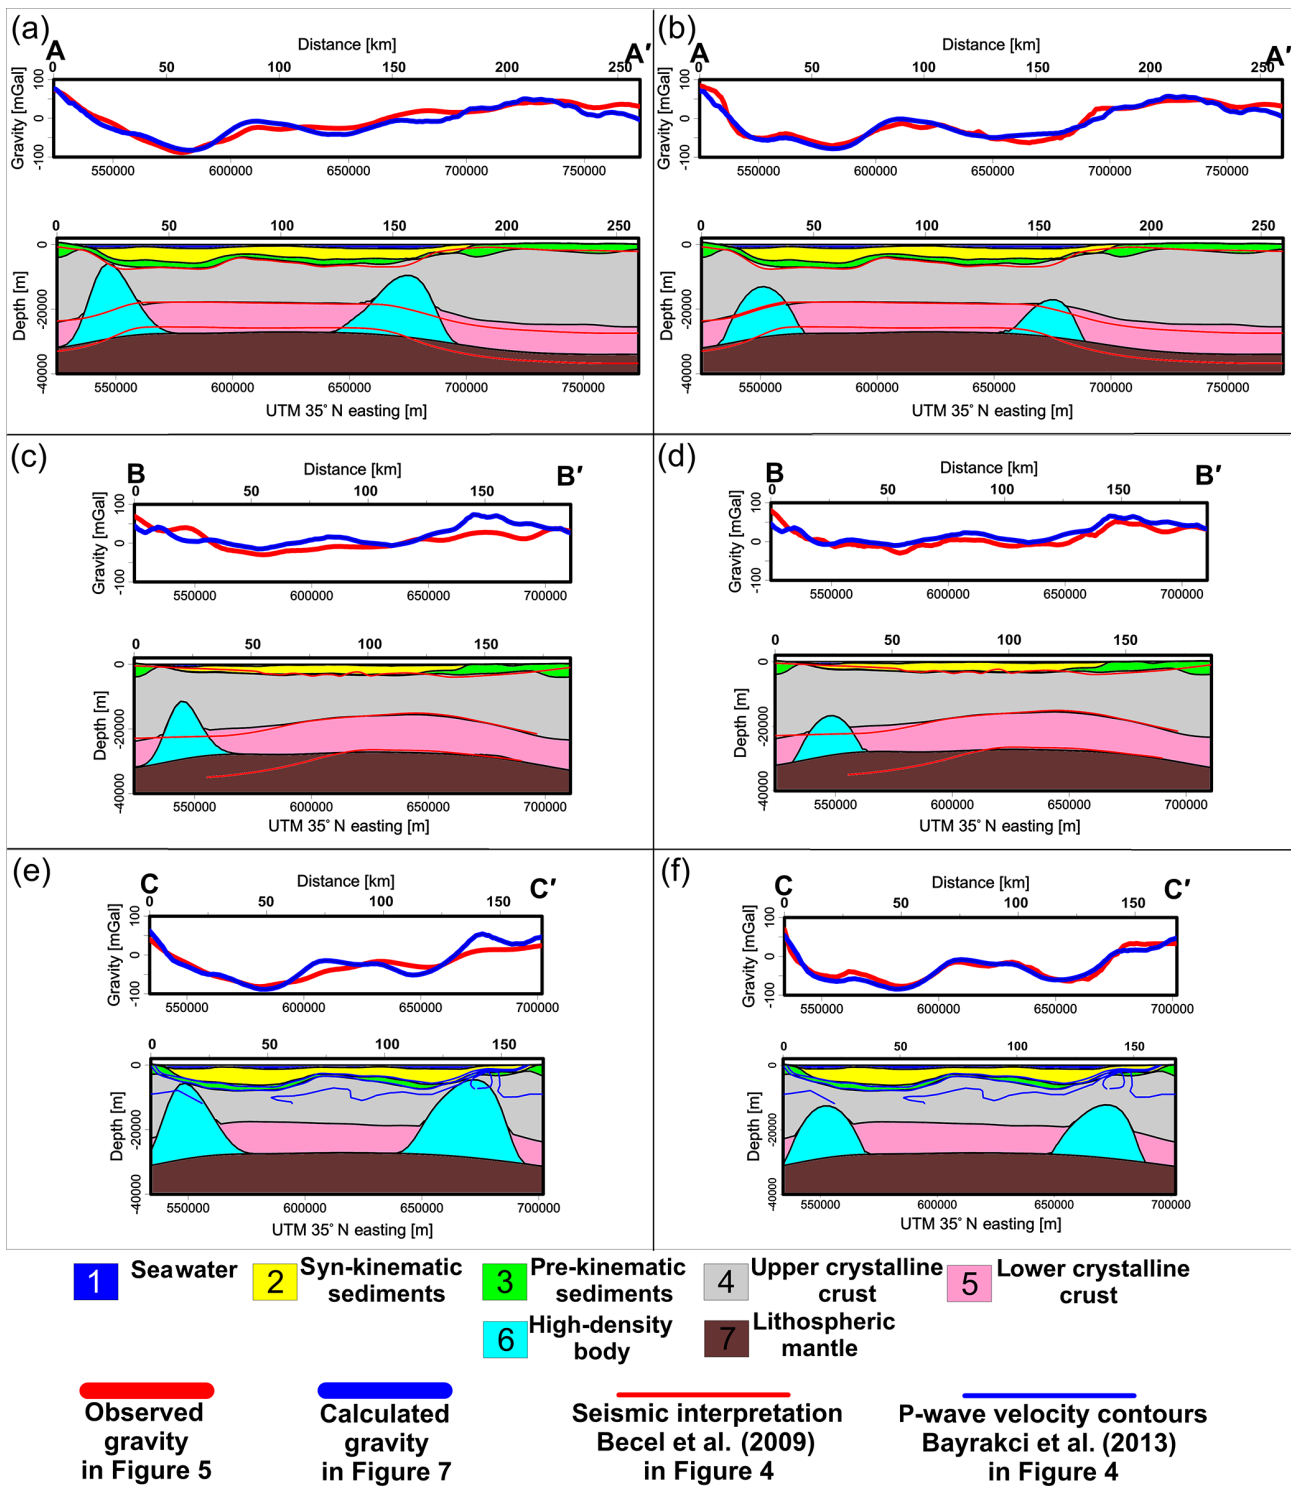 (a)
A
Distance [km]
A′
0 50 100 150 200 250
Gravity [mGal]
100
0
-100
550000 600000 650000 700000 750000
0 50 100 150 200 250
Depth [m]
0
-20000
-40000
550000 600000 650000 700000 750000
UTM 35° N easting [m]
(b)
A
Distance [km]
A′
0 50 100 150 200 250
Gravity [mGal]
100
0
-100
550000 600000 650000 700000 750000
0 50 100 150 200 250
Depth [m]
0
-20000
-40000
550000 600000 650000 700000 750000
UTM 35° N easting [m]
(c)
B
Distance [km]
B′
0 50 100 150
Gravity [mGal]
100
0
-100
550000 600000 650000 700000
0 50 100 150
Depth [m]
0
-20000
-40000
550000 600000 650000 700000
UTM 35° N easting [m]
(d)
B
Distance [km]
B′
0 50 100 150
Gravity [mGal]
100
0
-100
550000 600000 650000 700000
0 50 100 150
Depth [m]
0
-20000
-40000
550000 600000 650000 700000
UTM 35° N easting [m]
(e)
C
Distance [km]
C′
0 50 100 150
Gravity [mGal]
100
0
-100
550000 600000 650000 700000
0 50 100 150
Depth [m]
0
-20000
-40000
550000 600000 650000 700000
UTM 35° N easting [m]
(f)
C
Distance [km]
C′
0 50 100 150
Gravity [mGal]
100
0
-100
550000 600000 650000 700000
0 50 100 150
Depth [m]
0
-20000
-40000
550000 600000 650000 700000
UTM 35° N easting [m]
1 Seawater
2 Syn-kinematic
sediments
3 Pre-kinematic
sediments
4 Upper crystalline
crust
5 Lower crystalline
crust
6 High-density
body
7 Lithospheric
mantle
Observed
gravity
in Figure 5
Calculated
gravity
in Figure 7
Seismic interpretation
Becel et al. (2009)
in Figure 4
P-wave velocity contours
Bayrakci et al. (2013)
in Figure 4